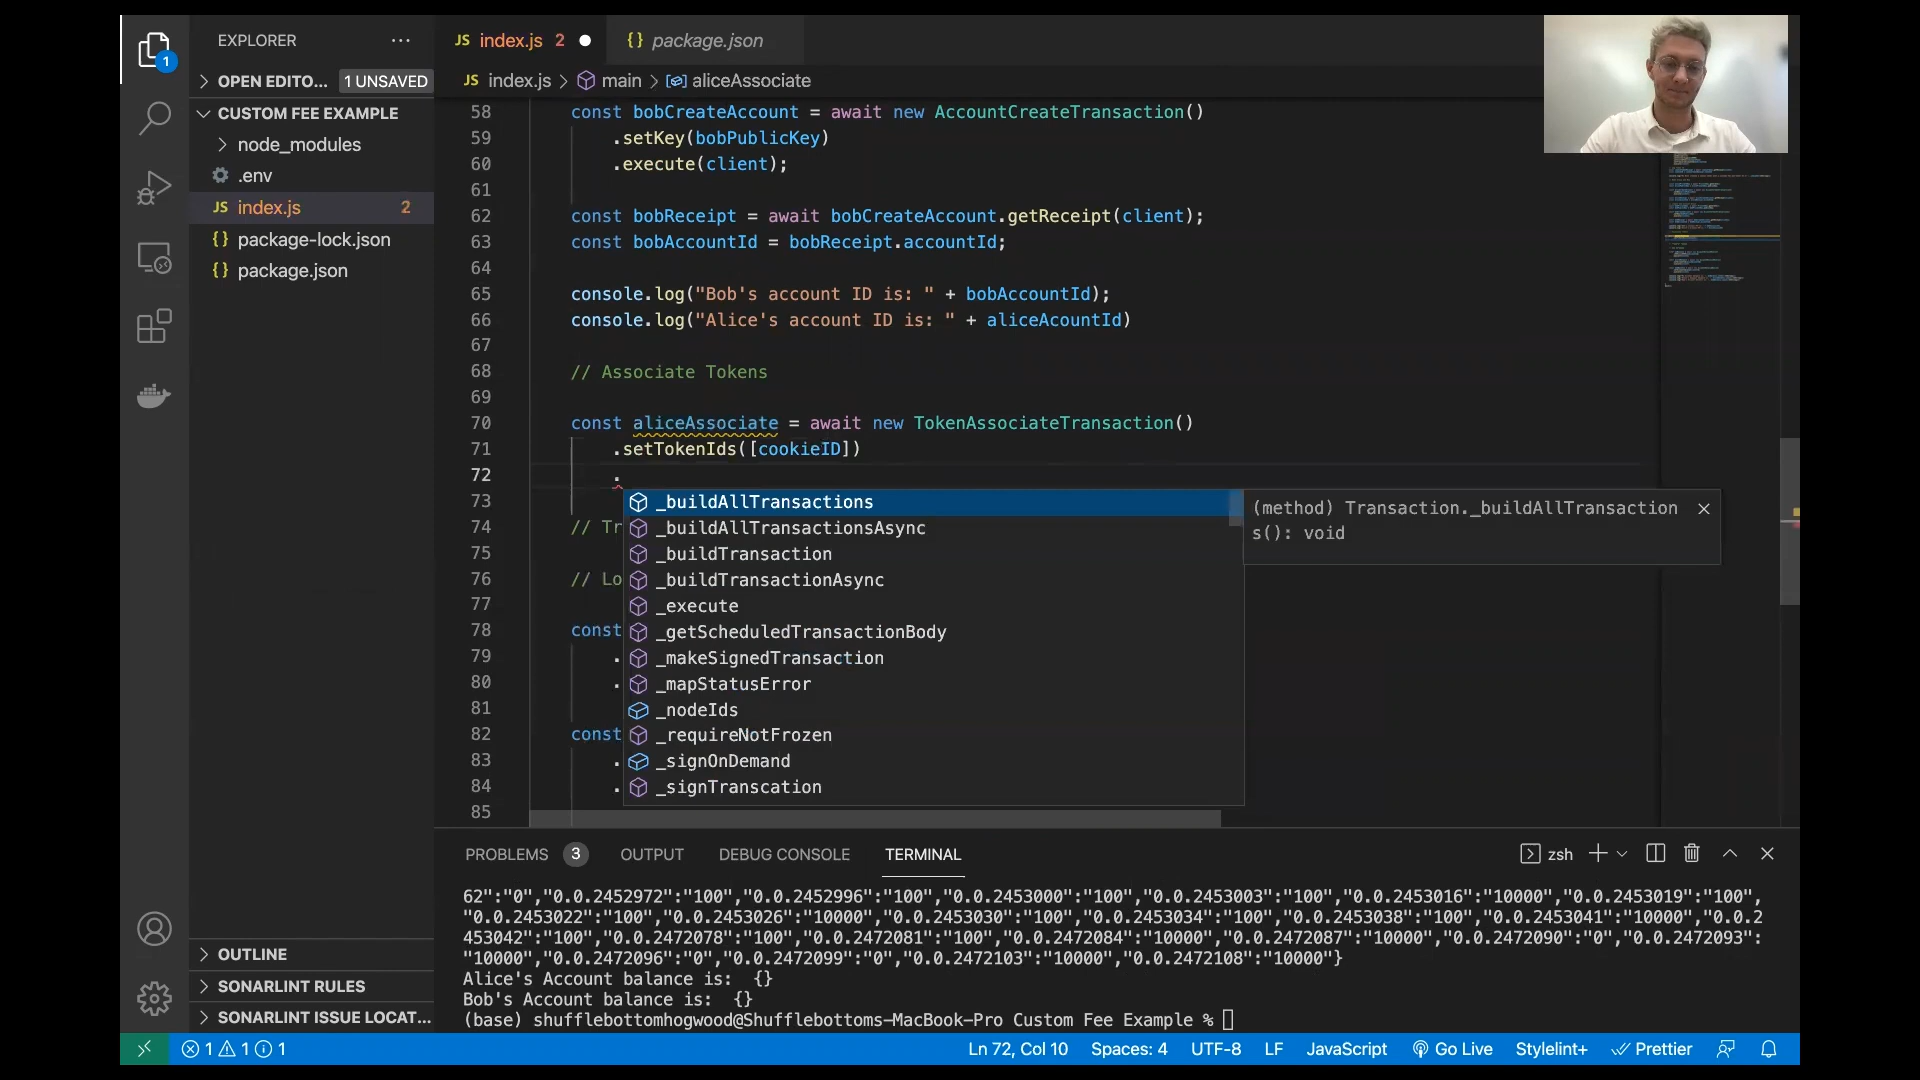 EXPLORER
JS index.js 2
{} package.json
1
OPEN EDITO... 1 UNSAVED
JS index.js > main > aliceAssociate
CUSTOM FEE EXAMPLE
node_modules
.env
JS index.js 2
{} package-lock.json
{} package.json
58 const bobCreateAccount = await new AccountCreateTransaction()
59 .setKey(bobPublicKey)
60 .execute(client);
61
62 const bobReceipt = await bobCreateAccount.getReceipt(client);
63 const bobAccountId = bobReceipt.accountId;
64
65 console.log("Bob's account ID is: " + bobAccountId);
66 console.log("Alice's account ID is: " + aliceAcountId)
67
68 // Associate Tokens
69
70 const aliceAssociate = await new TokenAssociateTransaction()
71 .setTokenIds([cookieID])
72 .
73
74 // Tr
75
76 // Lo
77
78 const
79 .
80 .
81
82 const
83 .
84 .
85
_buildAllTransactions
_buildAllTransactionsAsync
_buildTransaction
_buildTransactionAsync
_execute
_getScheduledTransactionBody
_makeSignedTransaction
_mapStatusError
_nodeIds
_requireNotFrozen
_signOnDemand
_signTranscation
(method) Transaction._buildAllTransaction
s(): void
OUTLINE
SONARLINT RULES
SONARLINT ISSUE LOCAT...
PROBLEMS 3 OUTPUT DEBUG CONSOLE TERMINAL zsh
62":"0","0.0.2452972":"100","0.0.2452996":"100","0.0.2453000":"100","0.0.2453003":"100","0.0.2453016":"10000","0.0.2453019":"100",
"0.0.2453022":"100","0.0.2453026":"10000","0.0.2453030":"100","0.0.2453034":"100","0.0.2453038":"100","0.0.2453041":"10000","0.0.2
453042":"100","0.0.2472078":"100","0.0.2472081":"100","0.0.2472084":"10000","0.0.2472087":"10000","0.0.2472090":"0","0.0.2472093":
"10000","0.0.2472096":"0","0.0.2472099":"0","0.0.2472103":"10000","0.0.2472108":"10000"}
Alice's Account balance is: {}
Bob's Account balance is: {}
(base) shufflebottomhogwood@Shufflebottoms-MacBook-Pro Custom Fee Example %
1 1 1 Ln 72, Col 10 Spaces: 4 UTF-8 LF JavaScript Go Live Stylelint+ Prettier